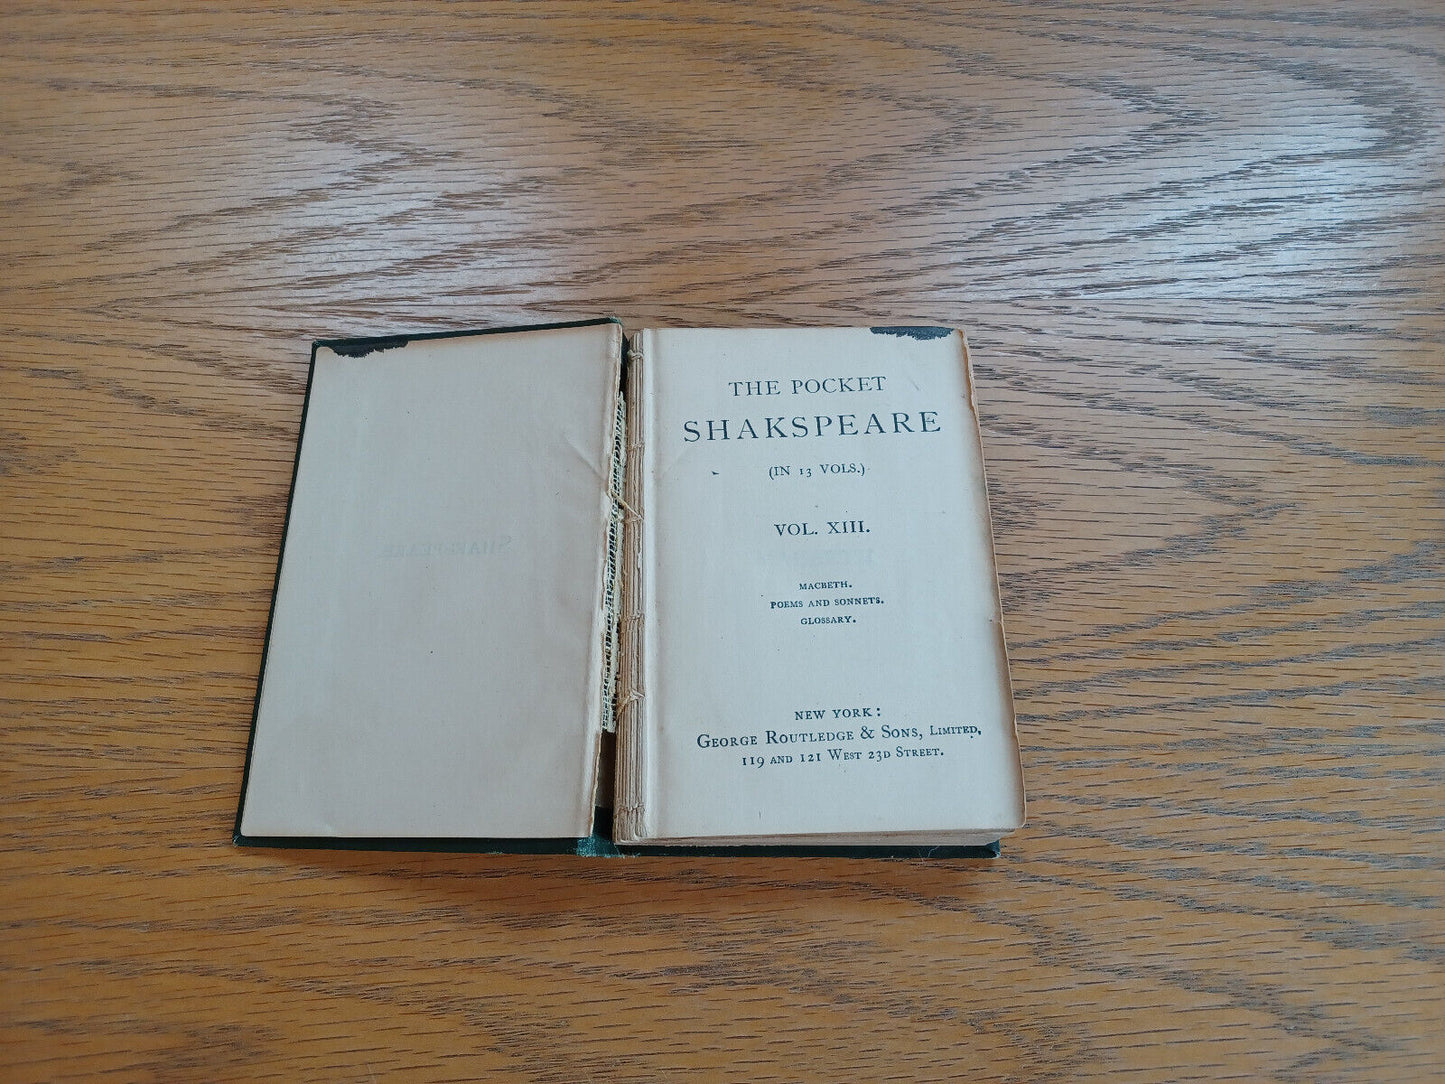 THE POCKET
SHAKSPEARE
(IN 13 VOLS.)
VOL. XIII.
MACBETH.
POEMS AND SONNETS.
GLOSSARY.
NEW YORK:
GEORGE ROUTLEDGE & SONS, LIMITED,
119 AND 121 WEST 23D STREET.